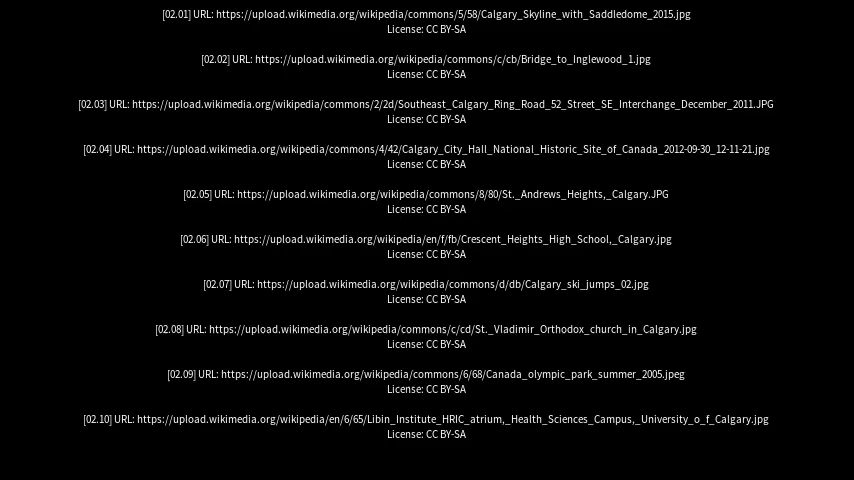 [02.01] URL: https://upload.wikimedia.org/wikipedia/commons/5/58/Calgary_Skyline_with_Saddledome_2015.jpg
License: CC BY-SA
[02.02] URL: https://upload.wikimedia.org/wikipedia/commons/c/cb/Bridge_to_Inglewood_1.jpg
License: CC BY-SA
[02.03] URL: https://upload.wikimedia.org/wikipedia/commons/2/2d/Southeast_Calgary_Ring_Road_52_Street_SE_Interchange_December_2011.JPG
License: CC BY-SA
[02.04] URL: https://upload.wikimedia.org/wikipedia/commons/4/42/Calgary_City_Hall_National_Historic_Site_of_Canada_2012-09-30_12-11-21.jpg
License: CC BY-SA
[02.05] URL: https://upload.wikimedia.org/wikipedia/commons/8/80/St._Andrews_Heights,_Calgary.JPG
License: CC BY-SA
[02.06] URL: https://upload.wikimedia.org/wikipedia/en/f/fb/Crescent_Heights_High_School,_Calgary.jpg
License: CC BY-SA
[02.07] URL: https://upload.wikimedia.org/wikipedia/commons/d/db/Calgary_ski_jumps_02.jpg
License: CC BY-SA
[02.08] URL: https://upload.wikimedia.org/wikipedia/commons/c/cd/St._Vladimir_Orthodox_church_in_Calgary.jpg
License: CC BY-SA
[02.09] URL: https://upload.wikimedia.org/wikipedia/commons/6/68/Canada_olympic_park_summer_2005.jpeg
License: CC BY-SA
[02.10] URL: https://upload.wikimedia.org/wikipedia/en/6/65/Libin_Institute_HRIC_atrium,_Health_Sciences_Campus,_University_o_f_Calgary.jpg
License: CC BY-SA